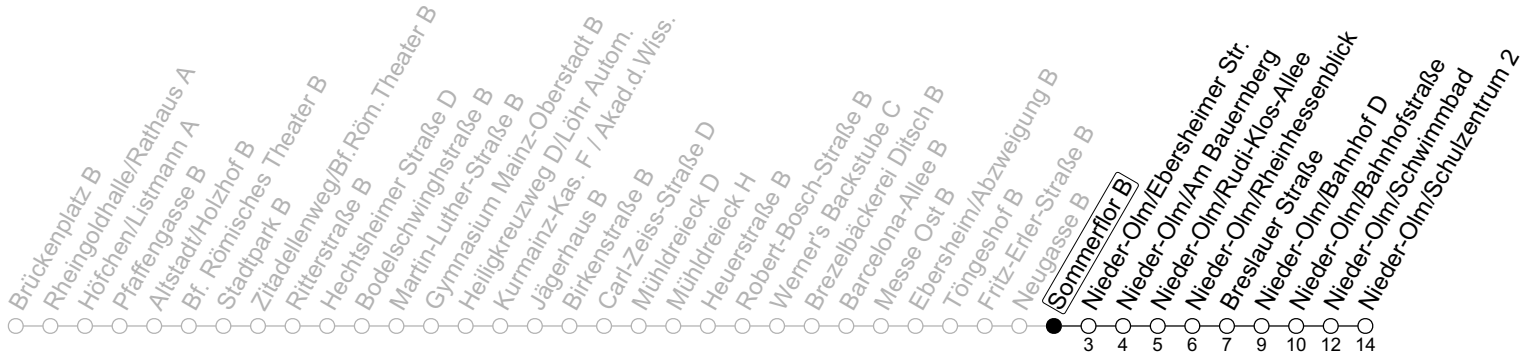 Brückenplatz B
Rheingoldhalle/Rathaus A
Höfchen/Listmann A
Pfaffengasse B
Altstadt/Holzhof B
Bf. Römisches Theater B
Stadtpark B
Zitadellenweg/Bf.Röm.Theater B
Ritterstraße B
Hechtsheimer Straße D
Bodelschwinghstraße B
Martin-Luther-Straße B
Gymnasium Mainz-Oberstadt B
Heiligkreuzweg D/Löhr Autom.
Kurmainz-Kas. F / Akad.d.Wiss.
Jägerhaus B
Birkenstraße B
Carl-Zeiss-Straße D
Mühldreieck D
Mühldreieck H
Heuerstraße B
Robert-Bosch-Straße B
Werner's Backstube C
Brezelbäckerei Ditsch B
Barcelona-Allee B
Messe Ost B
Ebersheim/Abzweigung B
Töngeshof B
Fritz-Erler-Straße B
Neugasse B
Sommerflor B
Nieder-Olm/Ebersheimer Str.
Nieder-Olm/Am Bauernberg
Nieder-Olm/Rudi-Klos-Allee
Nieder-Olm/Rheinhessenblick
Breslauer Straße
Nieder-Olm/Bahnhof D
Nieder-Olm/Bahnhofstraße
Nieder-Olm/Schwimmbad
Nieder-Olm/Schulzentrum 2
3 4 5 6 7 9 10 12 14